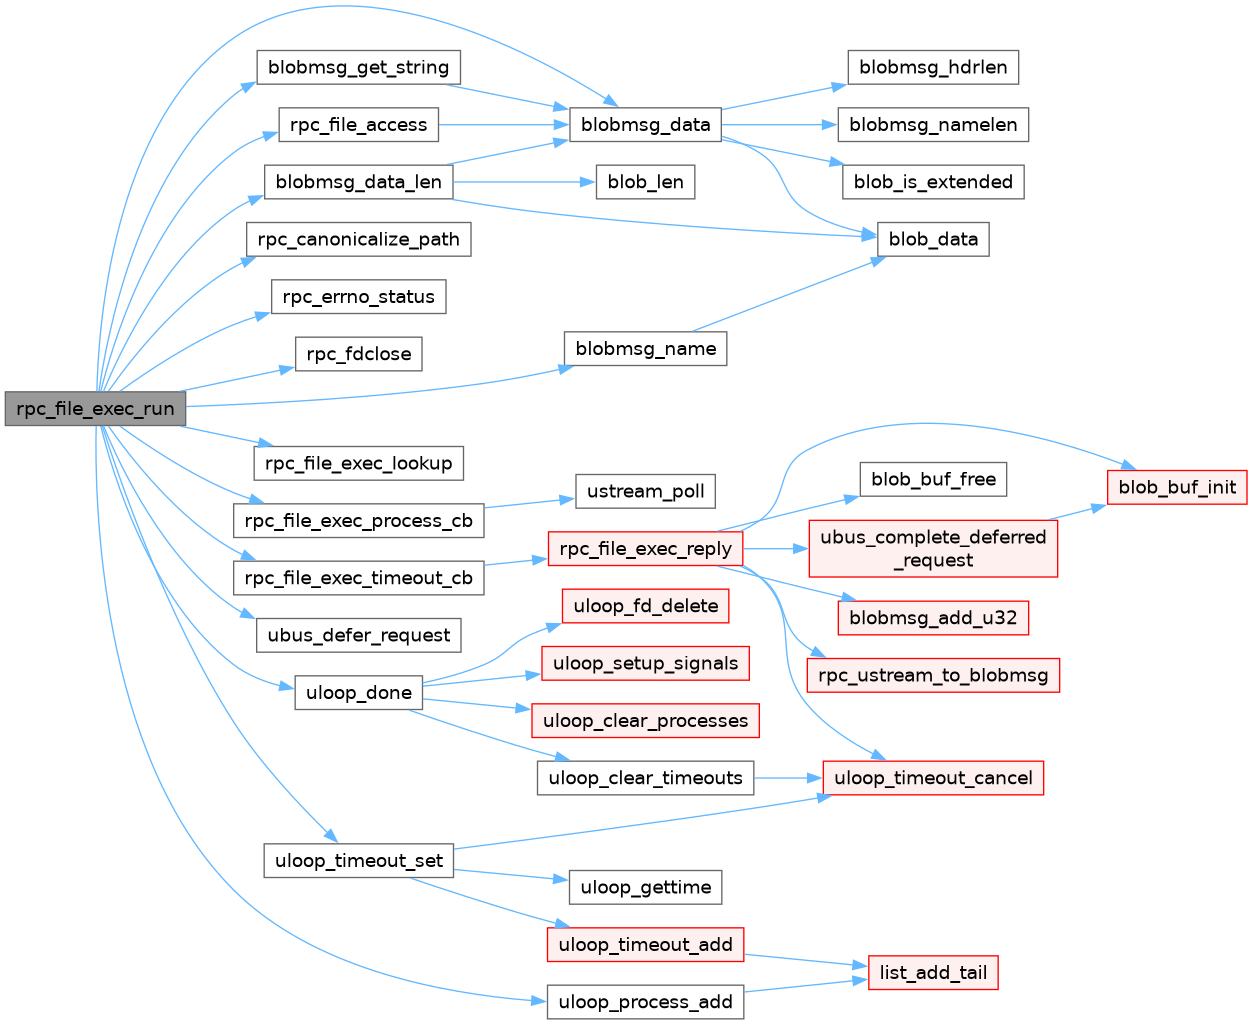 rpc_file_exec_run
blobmsg_get_string
rpc_file_access
blobmsg_data_len
rpc_canonicalize_path
rpc_errno_status
rpc_fdclose
rpc_file_exec_lookup
rpc_file_exec_process_cb
rpc_file_exec_timeout_cb
ubus_defer_request
uloop_done
uloop_timeout_set
blobmsg_data
blob_len
blobmsg_name
ustream_poll
rpc_file_exec_reply
uloop_fd_delete
uloop_setup_signals
uloop_clear_processes
uloop_clear_timeouts
uloop_gettime
uloop_timeout_add
uloop_process_add
blobmsg_hdrlen
blobmsg_namelen
blob_is_extended
blob_data
blob_buf_free
ubus_complete_deferred
_request
blobmsg_add_u32
rpc_ustream_to_blobmsg
uloop_timeout_cancel
list_add_tail
blob_buf_init